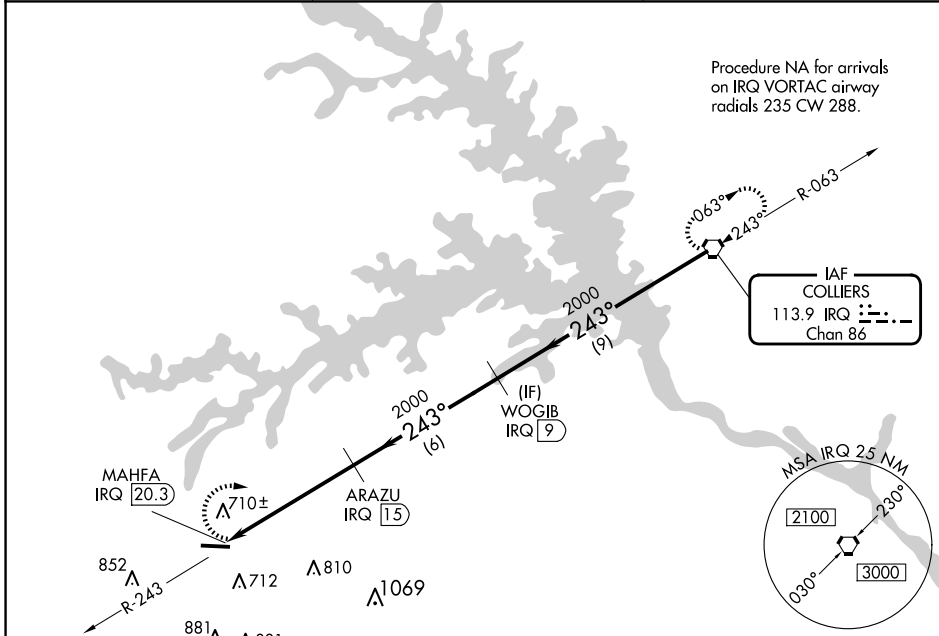 Procedure NA for arrivals
on IRQ VORTAC airway
radials 235 CW 288.
R-063
063°
243°
IAF
COLLIERS
113.9 IRQ
Chan 86
2000
243°
(9)
(IF)
WOGIB
IRQ 9
2000
243°
(6)
MAHFA
IRQ 20.3
710±
ARAZU
IRQ 15
MSA IRQ 25 NM
2100
230°
030°
3000
852
R-243
712
810
1069
881